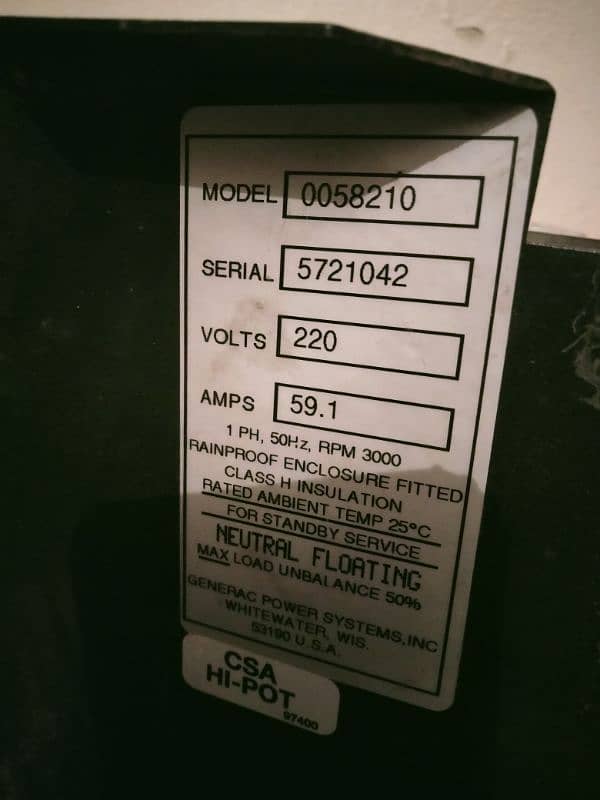 MODEL 0058210
SERIAL 5721042
VOLTS 220
AMPS 59.1
1 PH, 50Hz, RPM 3000
RAINPROOF ENCLOSURE FITTED
CLASS H INSULATION
RATED AMBIENT TEMP 25°C
FOR STANDBY SERVICE
NEUTRAL FLOATING
MAX LOAD UNBALANCE 50%
GENERAC POWER SYSTEMS,INC
WHITEWATER, WIS.
53190 U.S.A.
CSA
HI-POT
97400